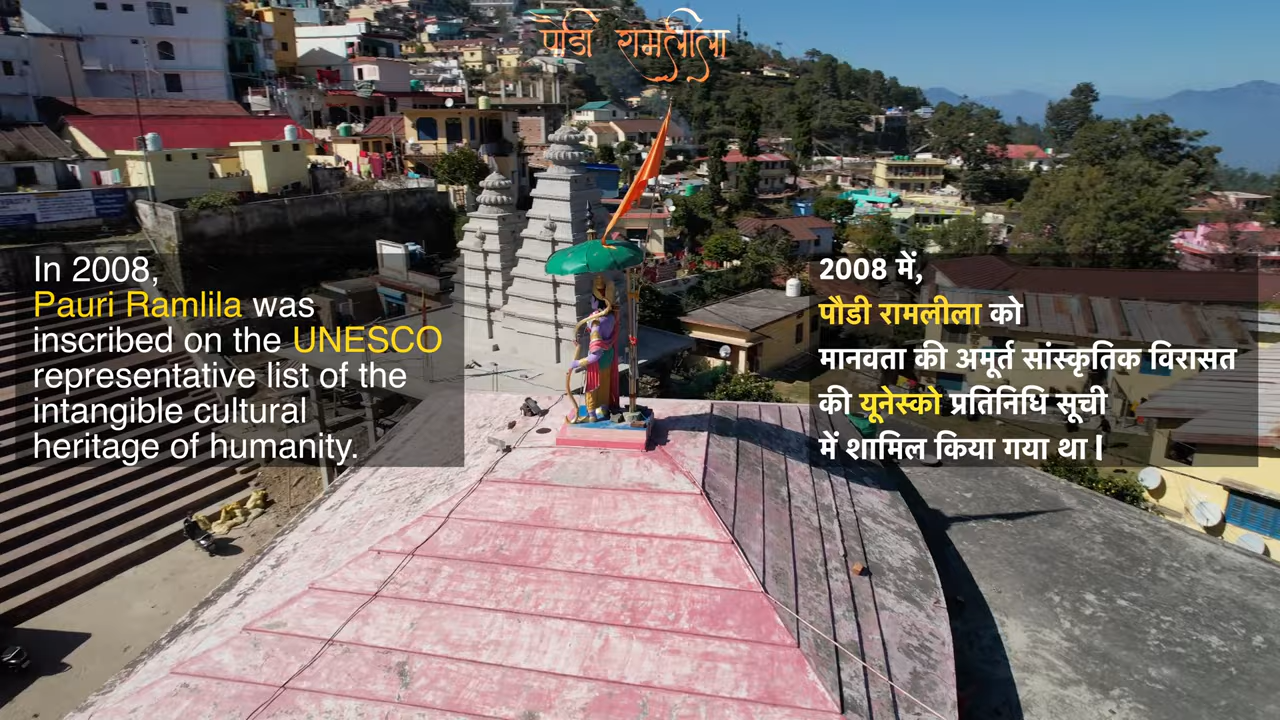 पौडी रामलीला
In 2008,
Pauri Ramlila was
inscribed on the UNESCO
representative list of the
intangible cultural
heritage of humanity.
2008 में,
पौडी रामलीला को
मानवता की अमूर्त सांस्कृतिक विरासत
की यूनेस्को प्रतिनिधि सूची
में शामिल किया गया था |